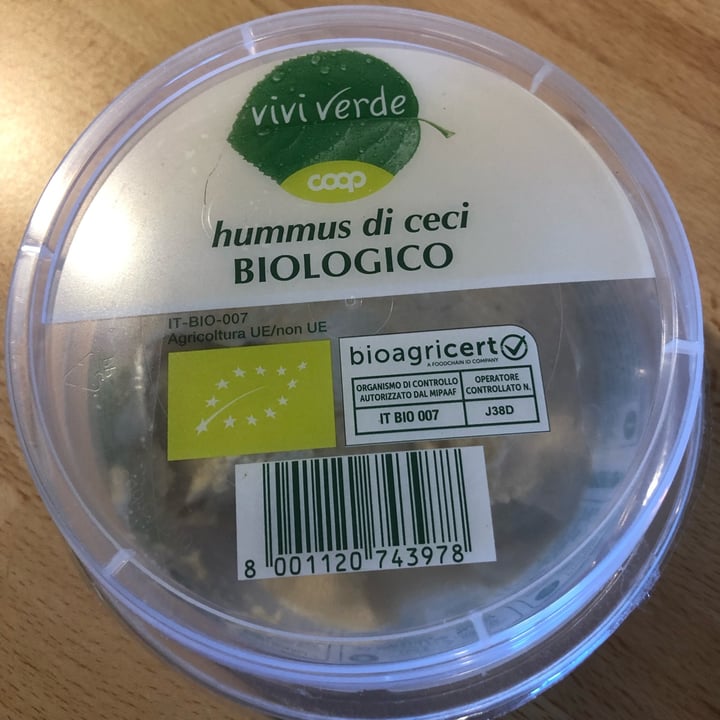 vivi verde
coop
hummus di ceci
BIOLOGICO
IT-BIO-007
Agricoltura UE/non UE
bioagricert
A FOODCHAIN ID COMPANY
ORGANISMO DI CONTROLLO
AUTORIZZATO DAL MIPAAF
IT BIO 007
OPERATORE
CONTROLLATO N.
J38D
8 001120 743978